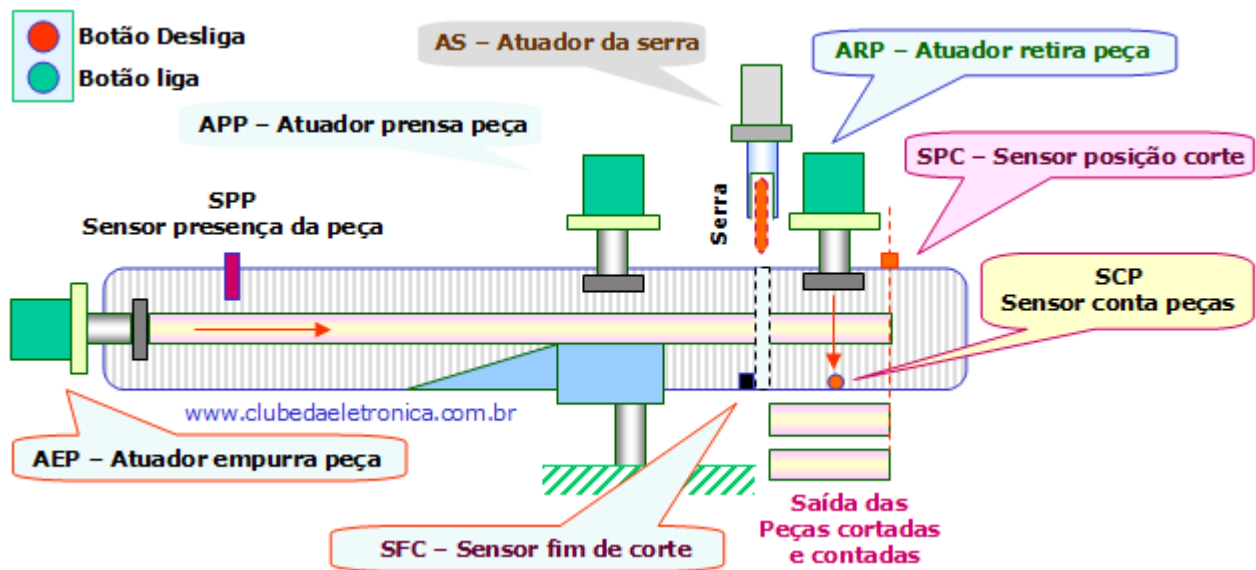 Botão Desliga
Botão liga
AS – Atuador da serra
ARP – Atuador retira peça
APP – Atuador prensa peça
SPC – Sensor posição corte
SPP
Sensor presença da peça
Serra
SCP
Sensor conta peças
www.clubedaeletronica.com.br
AEP – Atuador empurra peça
SFC – Sensor fim de corte
Saída das
Peças cortadas
e contadas